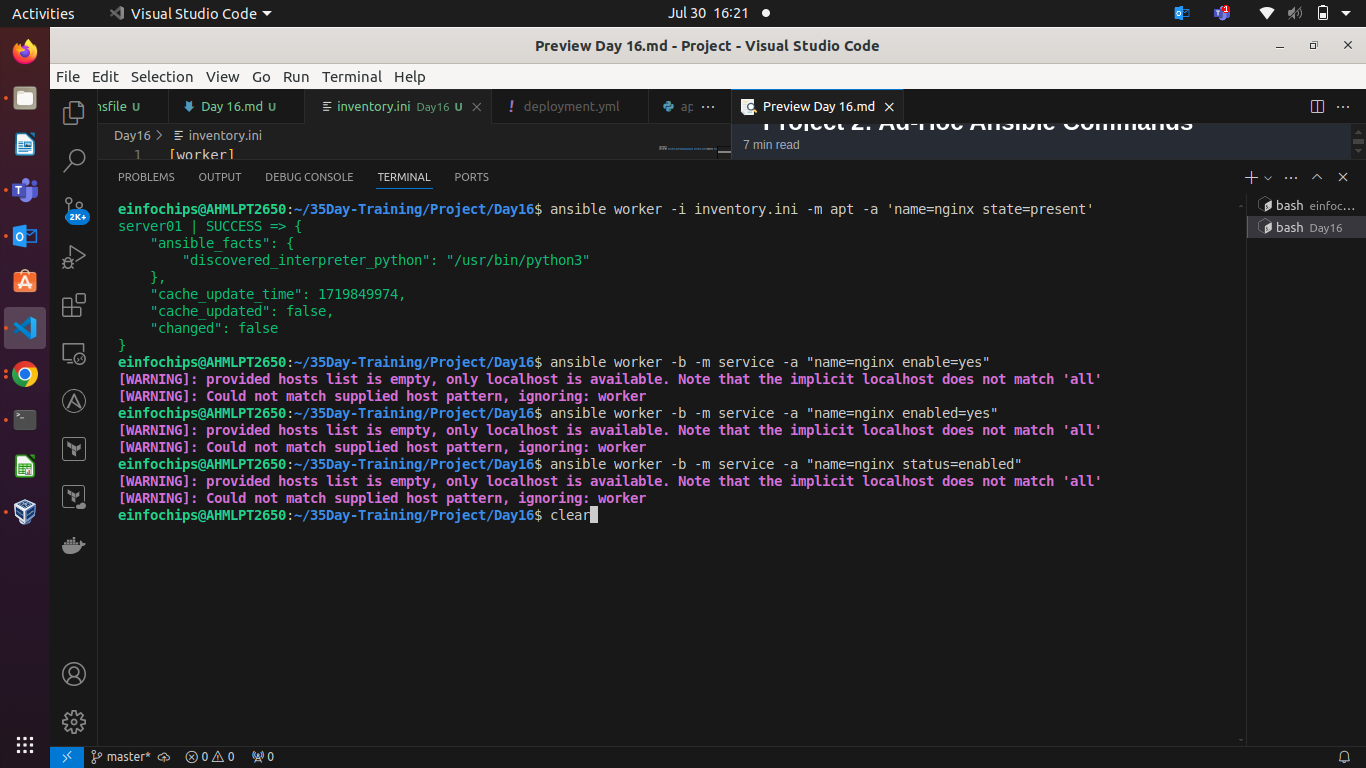 Activities
Visual Studio Code
Jul 30 16:21
1
Preview Day 16.md - Project - Visual Studio Code
File Edit Selection View Go Run Terminal Help
nsfile U
Day 16.md U
inventory.ini Day16 U
deployment.yml
ap
Preview Day 16.md
Day16 > inventory.ini
1 [worker]
Project 2: Ad-Hoc Ansible Commands
7 min read
PROBLEMS OUTPUT DEBUG CONSOLE TERMINAL PORTS
2K+
bash einfoc...
bash Day16
einfochips@AHMLPT2650:~/35Day-Training/Project/Day16$ ansible worker -i inventory.ini -m apt -a 'name=nginx state=present'
server01 | SUCCESS => {
    "ansible_facts": {
        "discovered_interpreter_python": "/usr/bin/python3"
    },
    "cache_update_time": 1719849974,
    "cache_updated": false,
    "changed": false
}
einfochips@AHMLPT2650:~/35Day-Training/Project/Day16$ ansible worker -b -m service -a "name=nginx enable=yes"
[WARNING]: provided hosts list is empty, only localhost is available. Note that the implicit localhost does not match 'all'
[WARNING]: Could not match supplied host pattern, ignoring: worker
einfochips@AHMLPT2650:~/35Day-Training/Project/Day16$ ansible worker -b -m service -a "name=nginx enabled=yes"
[WARNING]: provided hosts list is empty, only localhost is available. Note that the implicit localhost does not match 'all'
[WARNING]: Could not match supplied host pattern, ignoring: worker
einfochips@AHMLPT2650:~/35Day-Training/Project/Day16$ ansible worker -b -m service -a "name=nginx status=enabled"
[WARNING]: provided hosts list is empty, only localhost is available. Note that the implicit localhost does not match 'all'
[WARNING]: Could not match supplied host pattern, ignoring: worker
einfochips@AHMLPT2650:~/35Day-Training/Project/Day16$ clear
master* 0 0 0